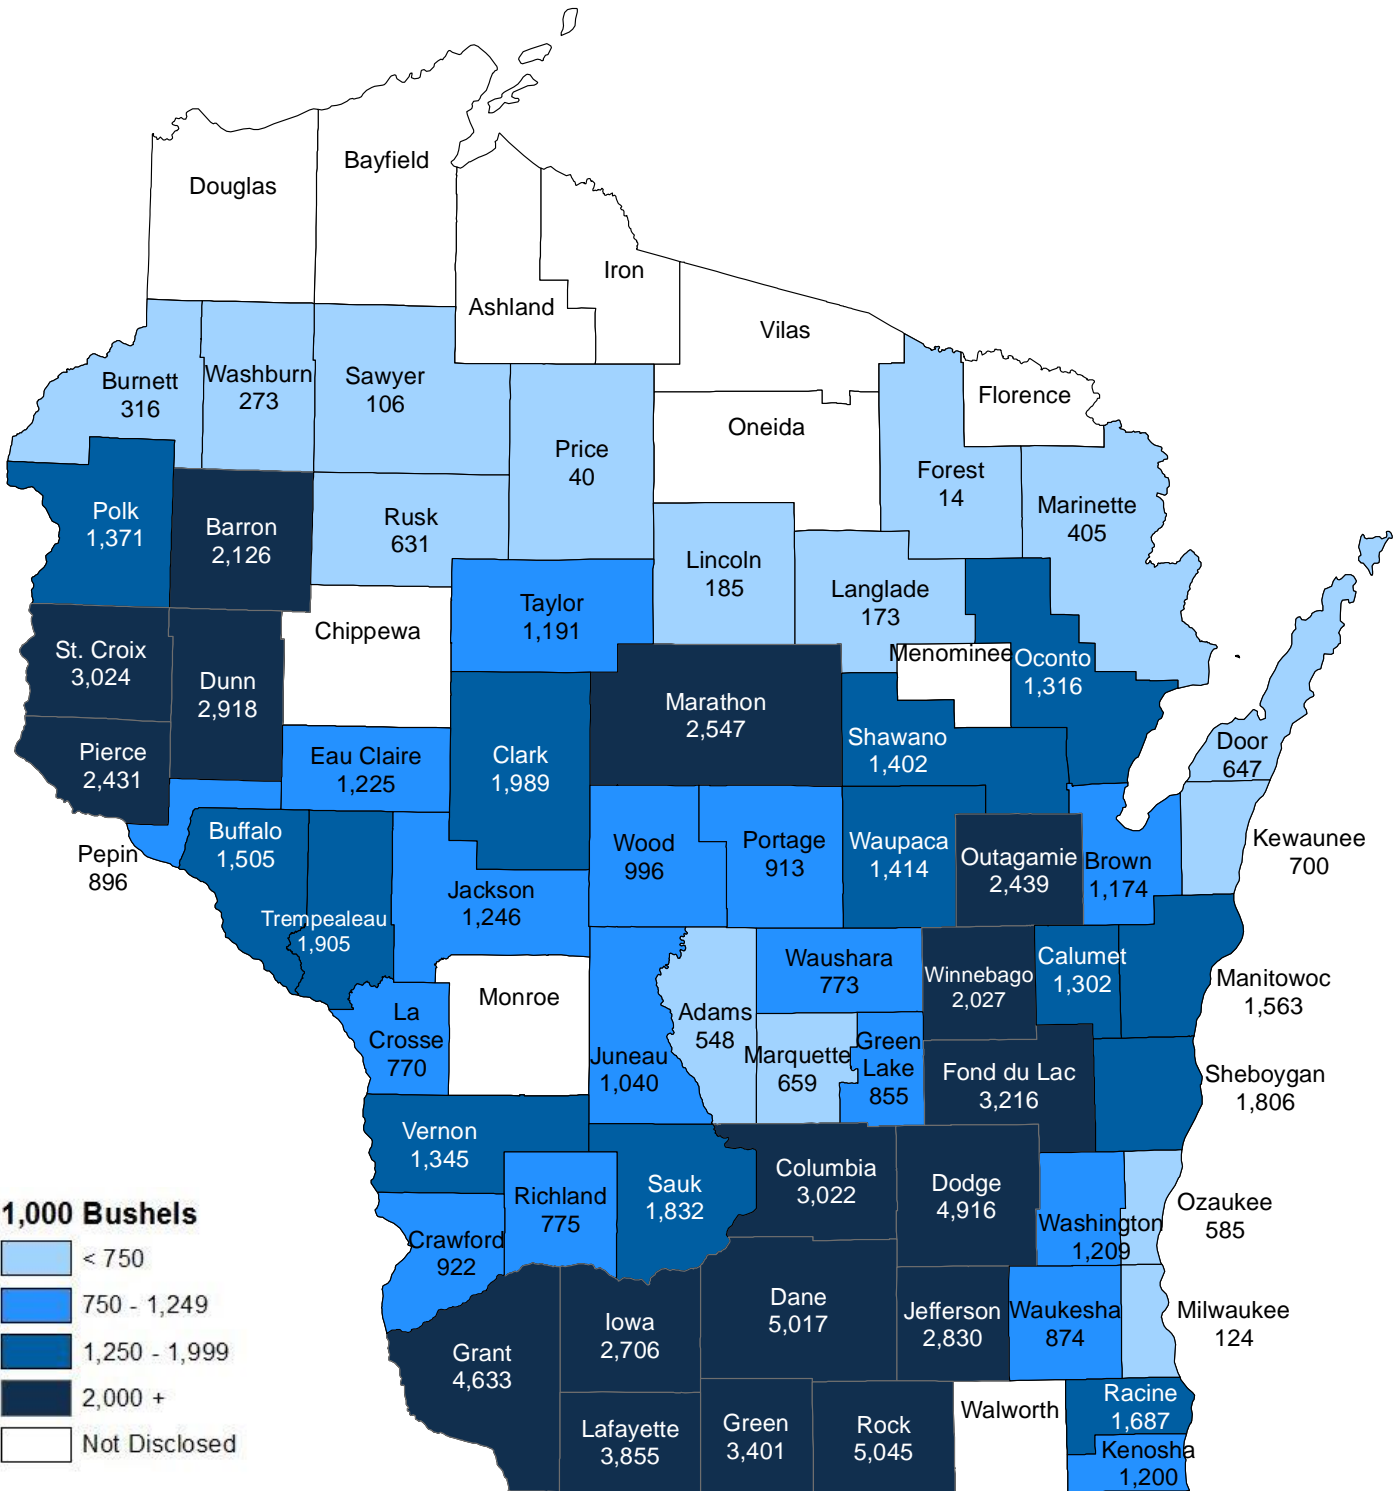 Bayfield
Douglas
Iron
Ashland
Vilas
Burnett
316
Washburn
273
Sawyer
106
Florence
Oneida
Price
40
Forest
14
Marinette
405
Polk
1,371
Barron
2,126
Rusk
631
Lincoln
185
Langlade
173
Taylor
1,191
Chippewa
Menominee
Oconto
1,316
St. Croix
3,024
Dunn
2,918
Marathon
2,547
Shawano
1,402
Door
647
Pierce
2,431
Eau Claire
1,225
Clark
1,989
Buffalo
1,505
Pepin
896
Wood
996
Portage
913
Waupaca
1,414
Outagamie
2,439
Brown
1,174
Kewaunee
700
Jackson
1,246
Trempealeau
1,905
Waushara
773
Winnebago
2,027
Calumet
1,302
Manitowoc
1,563
Monroe
La
Crosse
770
Adams
548
Juneau
1,040
Marquette
659
Green
Lake
855
Fond du Lac
3,216
Sheboygan
1,806
Vernon
1,345
Richland
775
Sauk
1,832
Columbia
3,022
Dodge
4,916
Washington
1,209
Ozaukee
585
Crawford
922
Grant
4,633
Iowa
2,706
Dane
5,017
Jefferson
2,830
Waukesha
874
Milwaukee
124
Lafayette
3,855
Green
3,401
Rock
5,045
Walworth
Racine
1,687
Kenosha
1,200
1,000 Bushels
< 750
750 - 1,249
1,250 - 1,999
2,000 +
Not Disclosed